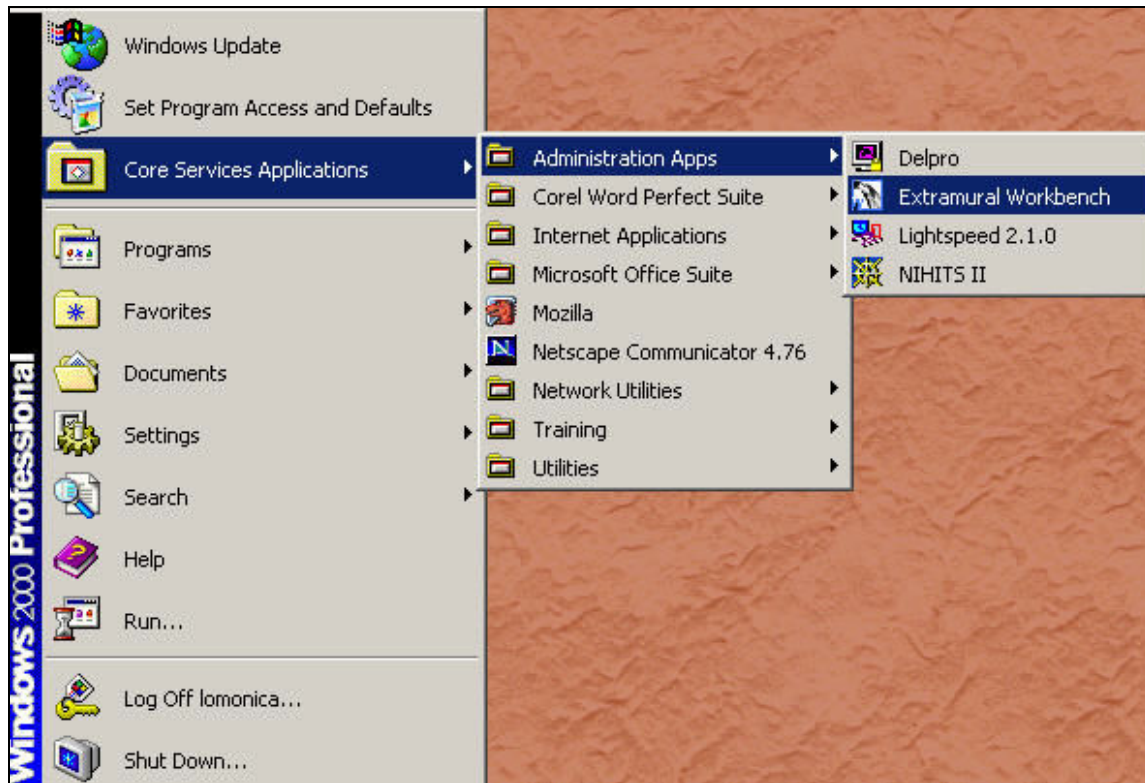 Windows 2000 Professional
Windows Update
Set Program Access and Defaults
Core Services Applications
Programs
Favorites
Documents
Settings
Search
Help
Run...
Log Off lomonica...
Shut Down...
Administration Apps
Corel Word Perfect Suite
Internet Applications
Microsoft Office Suite
Mozilla
Netscape Communicator 4.76
Network Utilities
Training
Utilities
Delpro
Extramural Workbench
Lightspeed 2.1.0
NIHITS II